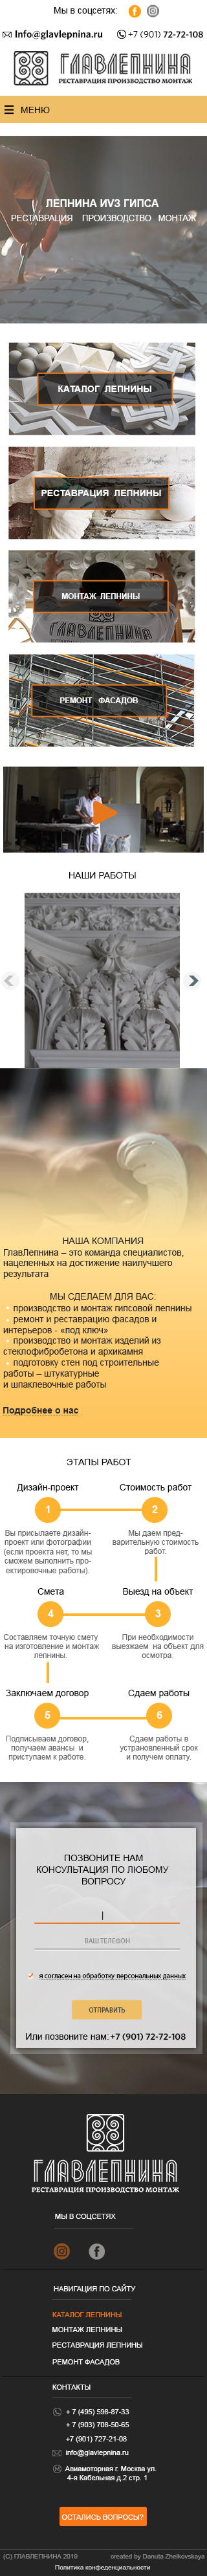 Мы в соцсетях:
Info@glavlepnina.ru
+7 (901) 72-72-108
ГЛАВЛЕПНИНА
РЕСТАВРАЦИЯ ПРОИЗВОДСТВО МОНТАЖ
МЕНЮ
ЛЕПНИНА ИVЗ ГИПСА
РЕСТАВРАЦИЯ ПРОИЗВОДСТВО МОНТАЖ
КАТАЛОГ ЛЕПНИНЫ
РЕСТАВРАЦИЯ ЛЕПНИНЫ
МОНТАЖ ЛЕПНИНЫ
ГЛАВЛЕПНИНА
РЕМОНТ ФАСАДОВ
НАШИ РАБОТЫ
НАША КОМПАНИЯ
ГлавЛепнина – это команда специалистов,
нацеленных на достижение наилучшего
результата
МЫ СДЕЛАЕМ ДЛЯ ВАС:
• производство и монтаж гипсовой лепнины
• ремонт и реставрацию фасадов и
интерьеров - «под ключ»
• производство и монтаж изделий из
стеклофибробетона и архикамня
• подготовку стен под строительные
работы – штукатурные
и шпаклевочные работы
Подробнее о нас
ЭТАПЫ РАБОТ
Дизайн-проект
Стоимость работ
1
2
Вы присылаете дизайн-
проект или фотографии
(если проекта нет, то мы
сможем выполнить про-
ектировочные работы).
Мы даем пред-
варительную стоимость
работ.
Смета
Выезд на объект
4
3
Составляем точную смету
на изготовление и монтаж
лепнины.
При необходимости
выезжаем на объект для
осмотра.
Заключаем договор
Сдаем работы
5
6
Подписываем договор,
получаем авансы и
приступаем к работе.
Сдаем работы в
установленный срок
и получем оплату.
ПОЗВОНИТЕ НАМ
КОНСУЛЬТАЦИЯ ПО ЛЮБОМУ
ВОПРОСУ
ВАШ ТЕЛЕФОН
я согласен на обработку персональных данных
ОТПРАВИТЬ
Или позвоните нам: +7 (901) 72-72-108
ГЛАВЛЕПНИНА
РЕСТАВРАЦИЯ ПРОИЗВОДСТВО МОНТАЖ
МЫ В СОЦСЕТЯХ
НАВИГАЦИЯ ПО САЙТУ
КАТАЛОГ ЛЕПНИНЫ
МОНТАЖ ЛЕПНИНЫ
РЕСТАВРАЦИЯ ЛЕПНИНЫ
РЕМОНТ ФАСАДОВ
КОНТАКТЫ
+ 7 (495) 598-87-33
+ 7 (903) 708-50-65
+7 (901) 727-21-08
info@glavlepnina.ru
Авиамоторная г. Москва ул.
4-я Кабельная д.2 стр. 1
ОСТАЛИСЬ ВОПРОСЫ?
(С) ГЛАВЛЕПНИНА 2019
created by Danuta Zhelkovskaya
Политика конфеденциальности